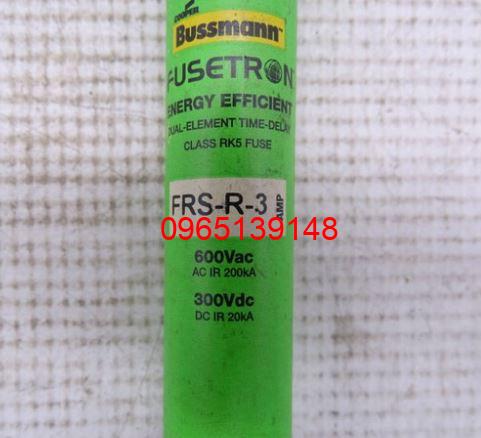 COOPER
Bussmann
FUSETRON
ENERGY EFFICIENT
DUAL-ELEMENT TIME-DELAY
CLASS RK5 FUSE
FRS-R-3 AMP
0965139148
600Vac
AC IR 200kA
300Vdc
DC IR 20kA